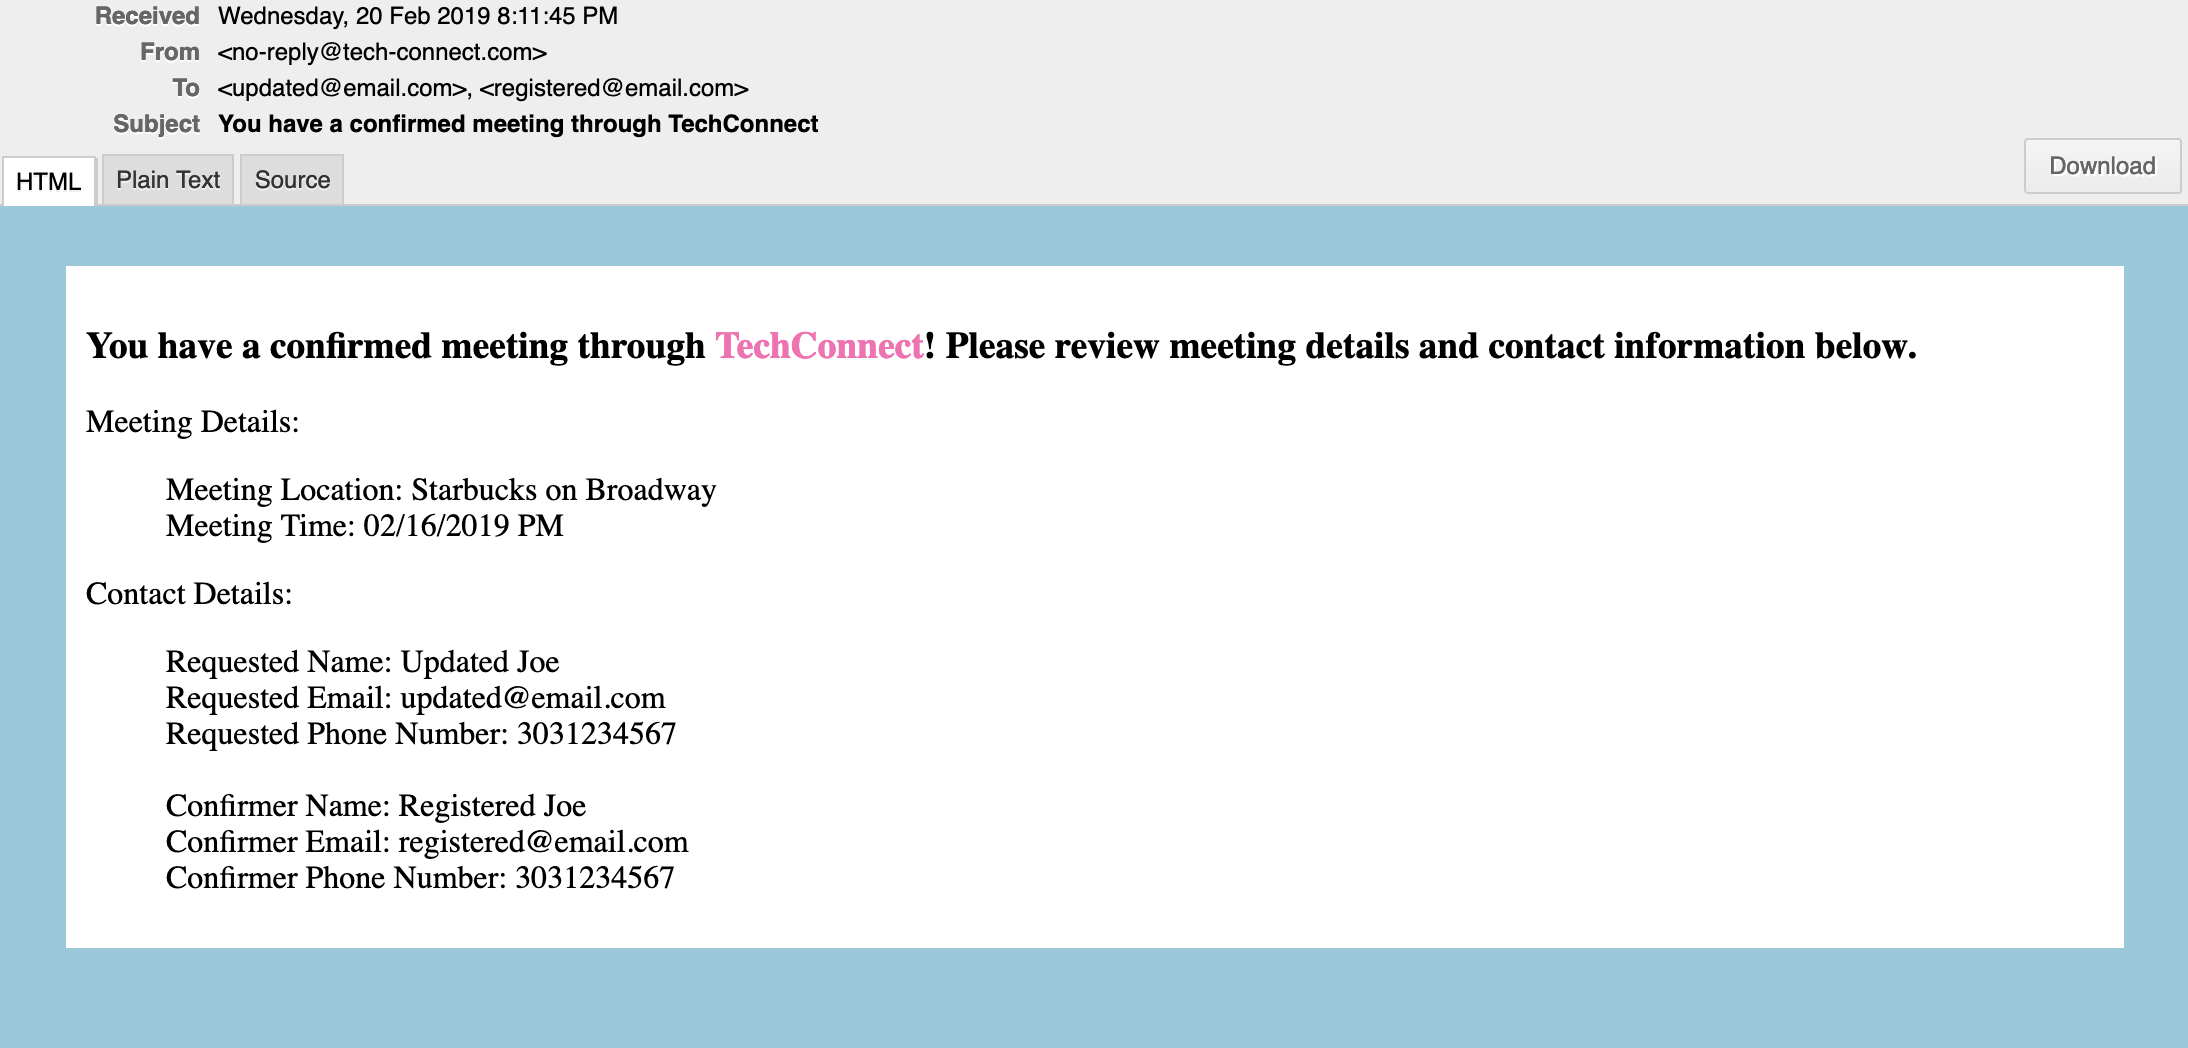 Received Wednesday, 20 Feb 2019 8:11:45 PM
From <no-reply@tech-connect.com>
To <updated@email.com>, <registered@email.com>
Subject You have a confirmed meeting through TechConnect
HTML Plain Text Source Download
You have a confirmed meeting through TechConnect! Please review meeting details and contact information below.
Meeting Details:
Meeting Location: Starbucks on Broadway
Meeting Time: 02/16/2019 PM
Contact Details:
Requested Name: Updated Joe
Requested Email: updated@email.com
Requested Phone Number: 3031234567
Confirmer Name: Registered Joe
Confirmer Email: registered@email.com
Confirmer Phone Number: 3031234567